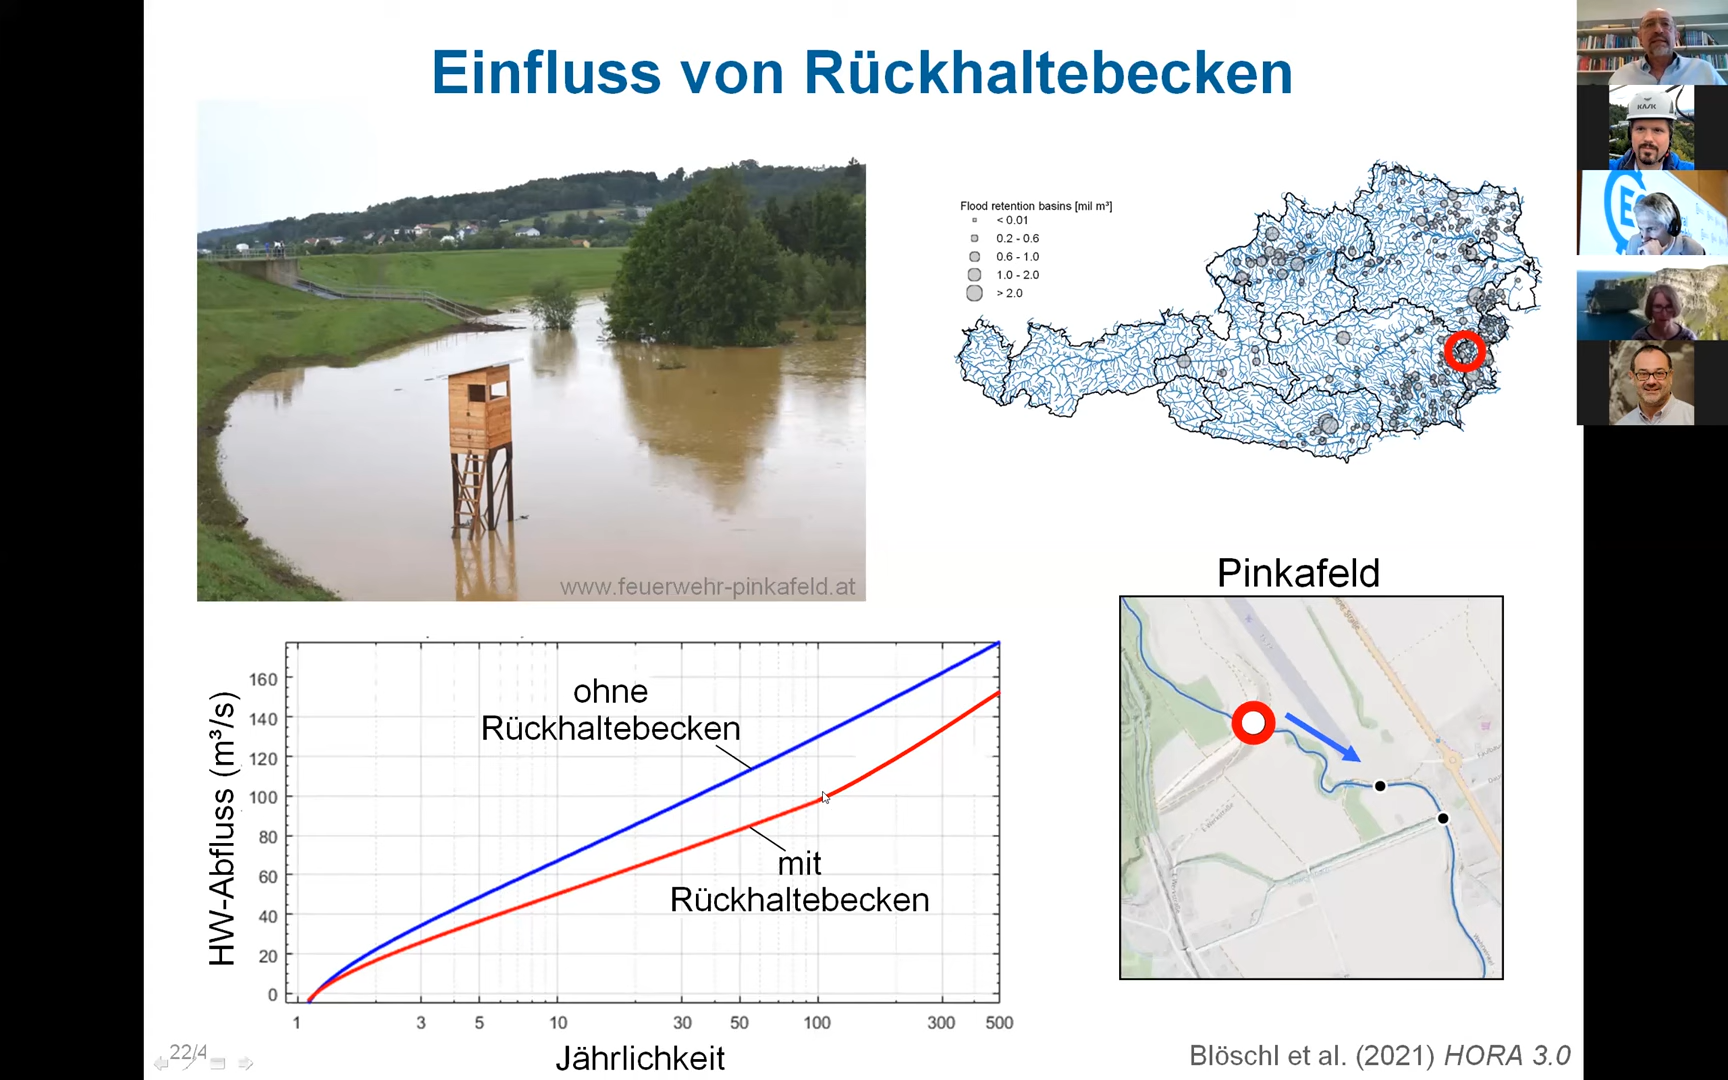 Einfluss von Rückhaltebecken
www.feuerwehr-pinkafeld.at
Flood retention basins [mil m³]
< 0.01
0.2 - 0.6
0.6 - 1.0
1.0 - 2.0
> 2.0
KASK
E
HW-Abfluss (m³/s)
160
140
120
100
80
60
40
20
0
ohne
Rückhaltebecken
mit
Rückhaltebecken
1 3 5 10 30 50 100 300 500
Jährlichkeit
Pinkafeld
22/4
Blöschl et al. (2021) HORA 3.0